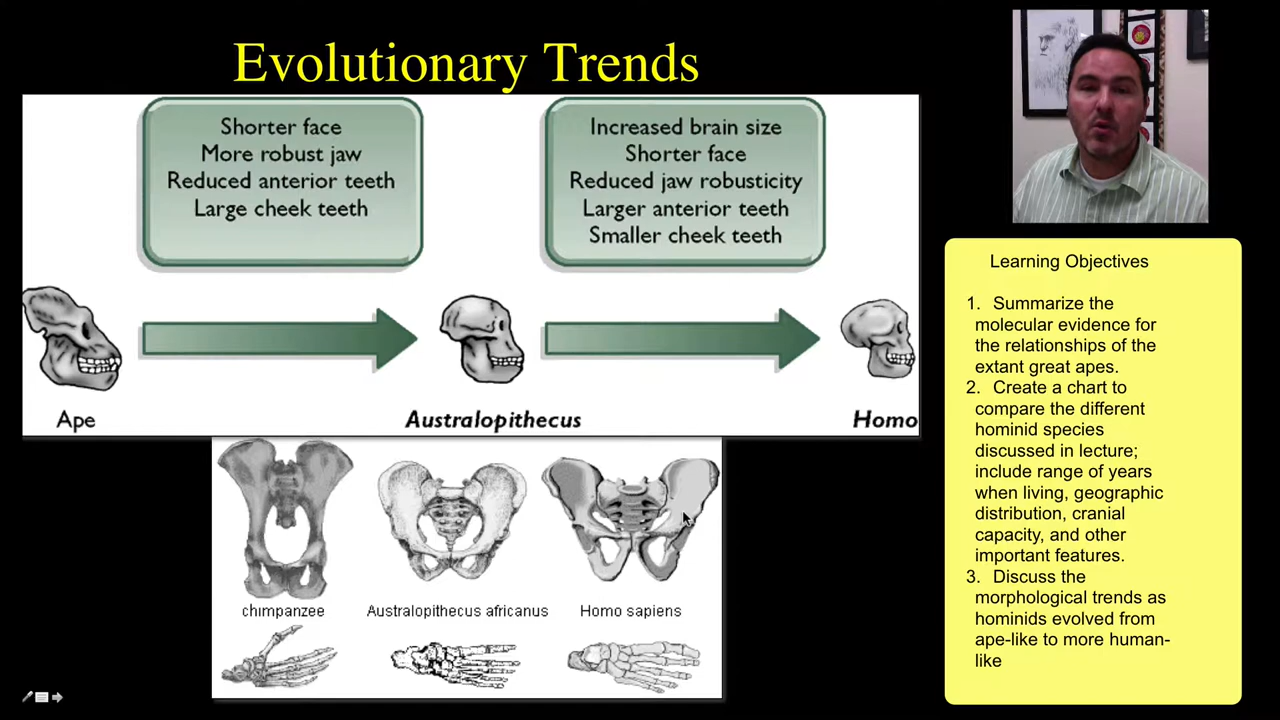 Evolutionary Trends
Shorter face
More robust jaw
Reduced anterior teeth
Large cheek teeth
Increased brain size
Shorter face
Reduced jaw robusticity
Larger anterior teeth
Smaller cheek teeth
Ape
Australopithecus
Homo
chimpanzee
Australopithecus africanus
Homo sapiens
Learning Objectives
1. Summarize the
molecular evidence for
the relationships of the
extant great apes.
2. Create a chart to
compare the different
hominid species
discussed in lecture;
include range of years
when living, geographic
distribution, cranial
capacity, and other
important features.
3. Discuss the
morphological trends as
hominids evolved from
ape-like to more human-
like